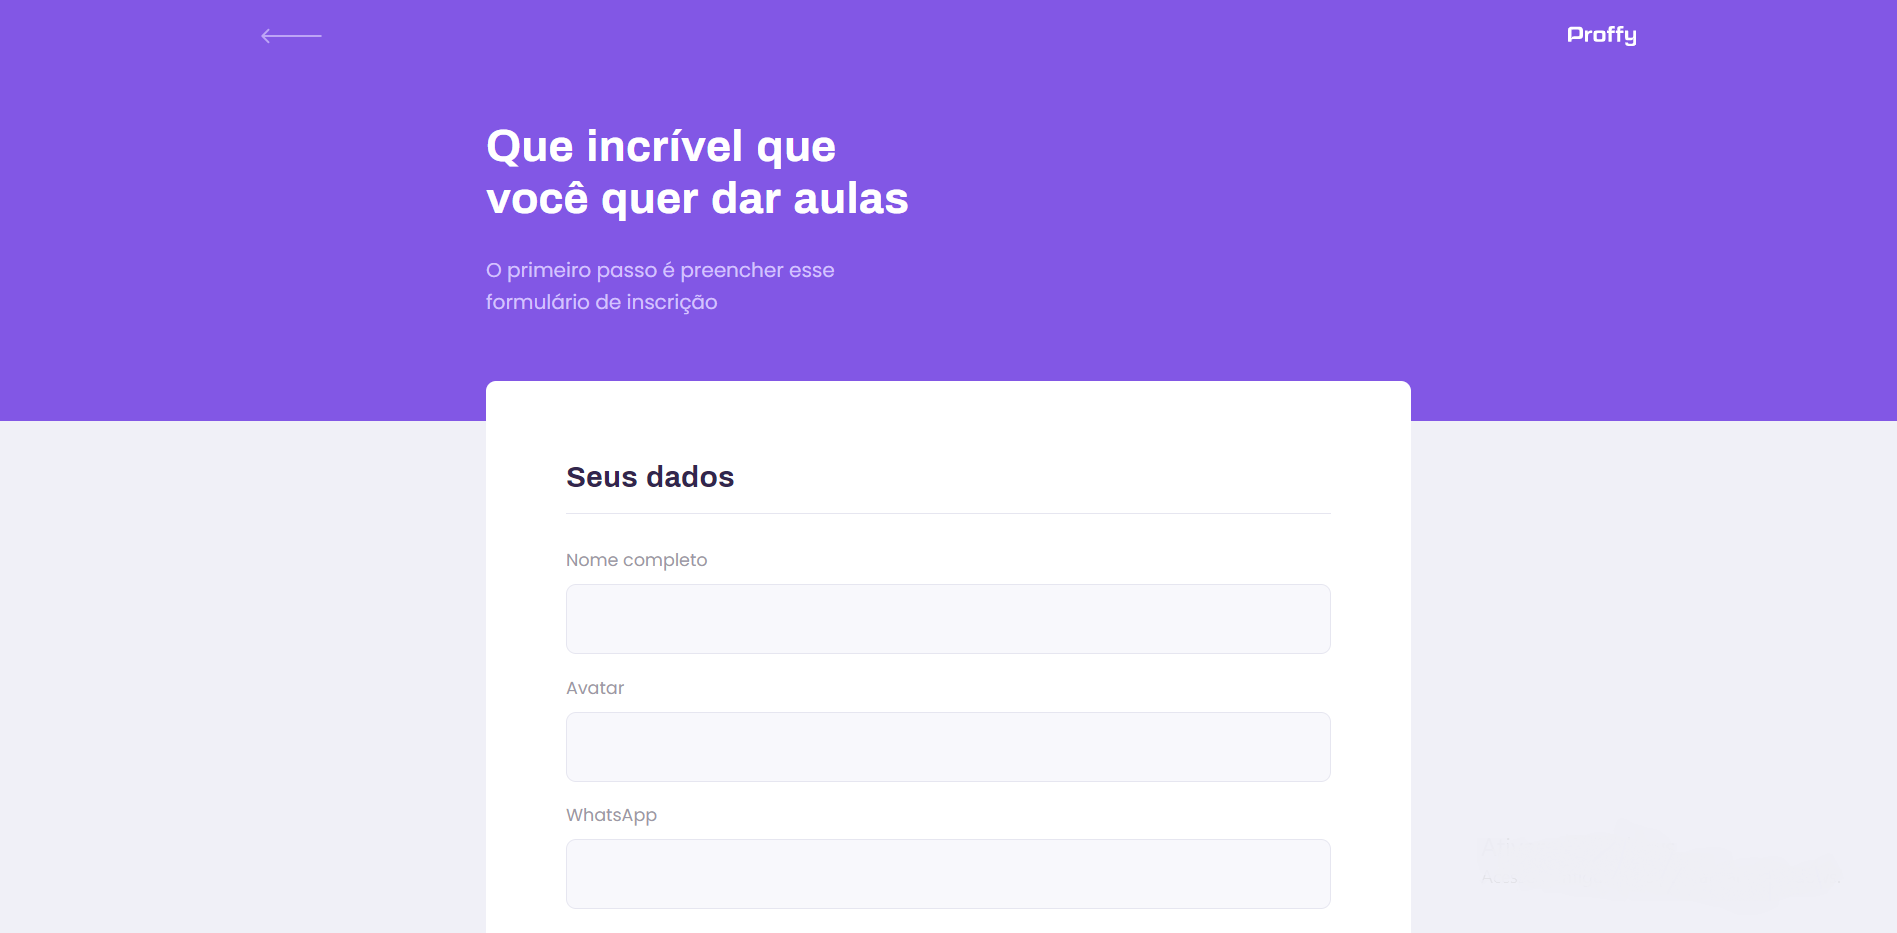 Proffy
Que incrível que
você quer dar aulas
O primeiro passo é preencher esse
formulário de inscrição
Seus dados
Nome completo
Avatar
WhatsApp